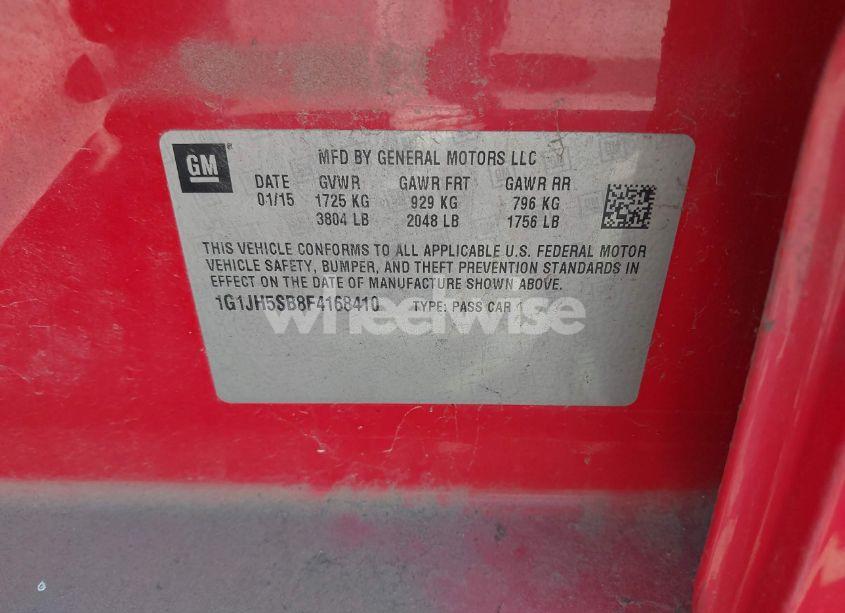 GM
MFD BY GENERAL MOTORS LLC
DATE GVWR GAWR FRT GAWR RR
01/15 1725 KG 929 KG 796 KG
3804 LB 2048 LB 1756 LB
THIS VEHICLE CONFORMS TO ALL APPLICABLE U.S. FEDERAL MOTOR
VEHICLE SAFETY, BUMPER, AND THEFT PREVENTION STANDARDS IN
EFFECT ON THE DATE OF MANUFACTURE SHOWN ABOVE.
1G1JH5SB8F4168410 TYPE: PASS CAR
wheelwise